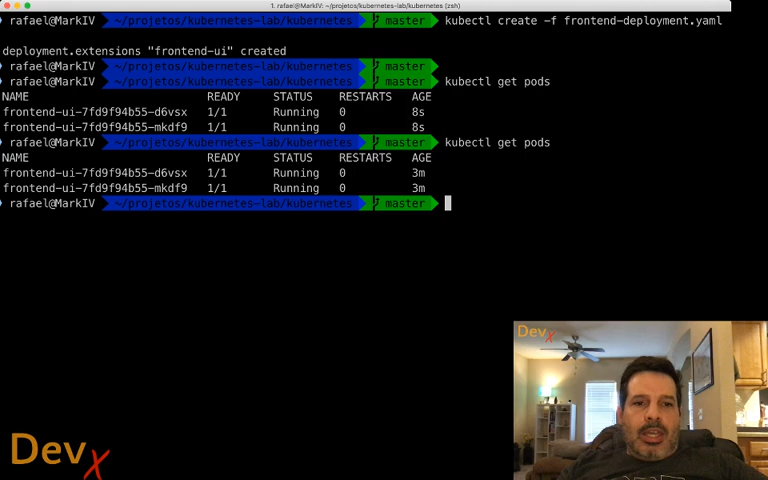 1. rafael@MarkIV: ~/projetos/kubernetes-lab/kubernetes (zsh)
rafael@MarkIV ~/projetos/kubernetes-lab/kubernetes master kubectl create -f frontend-deployment.yaml
deployment.extensions "frontend-ui" created
rafael@MarkIV ~/projetos/kubernetes-lab/kubernetes master
rafael@MarkIV ~/projetos/kubernetes-lab/kubernetes master kubectl get pods
NAME READY STATUS RESTARTS AGE
frontend-ui-7fd9f94b55-d6vsx 1/1 Running 0 8s
frontend-ui-7fd9f94b55-mkdf9 1/1 Running 0 8s
rafael@MarkIV ~/projetos/kubernetes-lab/kubernetes master kubectl get pods
NAME READY STATUS RESTARTS AGE
frontend-ui-7fd9f94b55-d6vsx 1/1 Running 0 3m
frontend-ui-7fd9f94b55-mkdf9 1/1 Running 0 3m
rafael@MarkIV ~/projetos/kubernetes-lab/kubernetes master
Dev x
Dev x